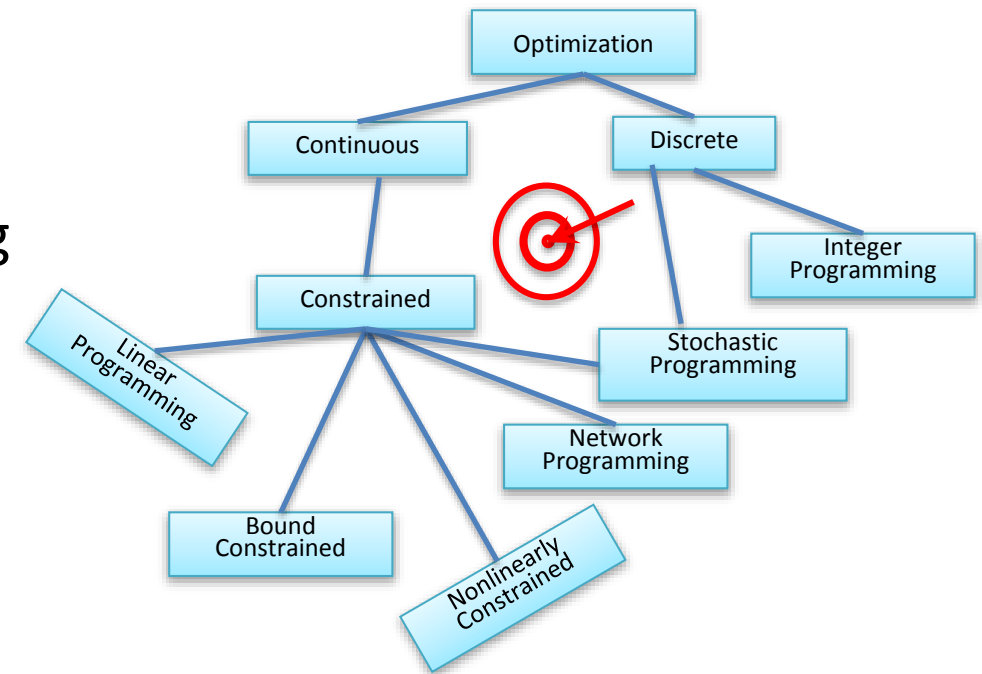 Optimization
Continuous
Discrete
g
Integer
Programming
Constrained
Linear
Programming
Stochastic
Programming
Network
Programming
Bound
Constrained
Nonlinearly
Constrained